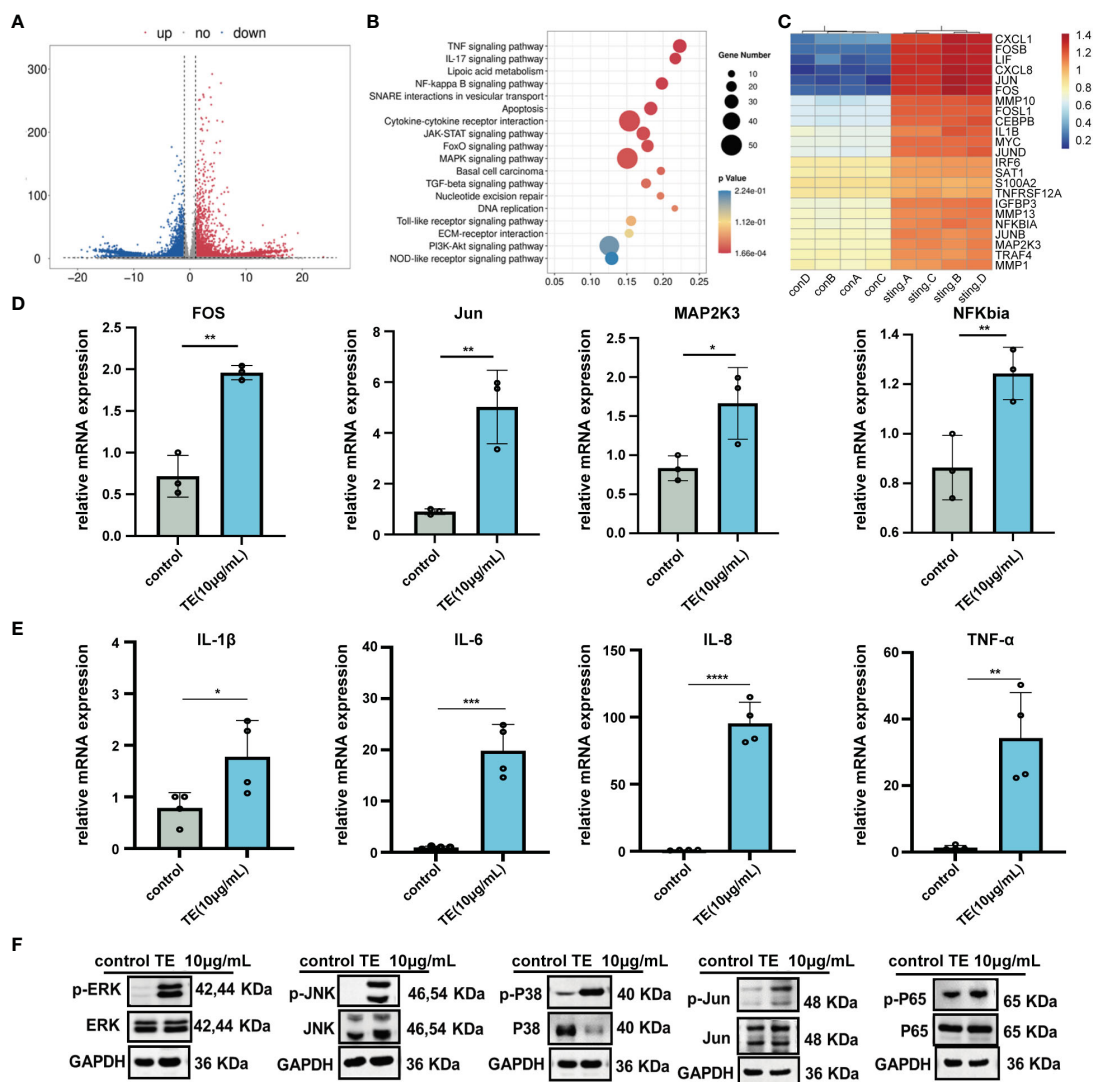 A
up no down
300
200
100
50
0
−20 −10 0 10 20
B
TNF signaling pathway
IL-17 signaling pathway
Lipoic acid metabolism
NF-kappa B signaling pathway
SNARE interactions in vesicular transport
Apoptosis
Cytokine-cytokine receptor interaction
JAK-STAT signaling pathway
FoxO signaling pathway
MAPK signaling pathway
Basal cell carcinoma
TGF-beta signaling pathway
Nucleotide excision repair
DNA replication
Toll-like receptor signaling pathway
ECM-receptor interaction
PI3K-Akt signaling pathway
NOD-like receptor signaling pathway
0.00 0.05 0.10 0.15 0.20 0.25
Gene Number
10
20
30
40
50
p Value
2.24e-01
1.12e-01
1.66e-04
C
CXCL1
FOSB
LIF
CXCL8
JUN
FOS
MMP10
FOSL1
CEBPB
IL1B
MYC
JUND
IRF6
SAT1
S100A2
TNFRSF12A
IGFBP3
MMP13
NFKBIA
JUNB
MAP2K3
TRAF4
MMP1
conD conB conA conC sting.A sting.C sting.B sting.D
1.4
1.2
1
0.8
0.6
0.4
0.2
D
FOS
relative mRNA expression
2.5
2.0
1.5
1.0
0.5
0.0
**
control
TE(10μg/mL)
Jun
relative mRNA expression
8
6
4
2
0
**
control
TE(10μg/mL)
MAP2K3
relative mRNA expression
2.5
2.0
1.5
1.0
0.5
0.0
*
control
TE(10μg/mL)
NFKbia
relative mRNA expression
1.4
1.2
1.0
0.8
0.6
**
control
TE(10μg/mL)
E
IL-1β
relative mRNA expression
4
3
2
1
0
*
control
TE(10μg/mL)
IL-6
relative mRNA expression
40
30
20
10
0
***
control
TE(10μg/mL)
IL-8
relative mRNA expression
150
100
50
0
****
control
TE(10μg/mL)
TNF-α
relative mRNA expression
60
40
20
0
**
control
TE(10μg/mL)
F
control TE 10μg/mL
p-ERK 42,44 KDa
ERK 42,44 KDa
GAPDH 36 KDa
control TE 10μg/mL
p-JNK 46,54 KDa
JNK 46,54 KDa
GAPDH 36 KDa
control TE 10μg/mL
p-P38 40 KDa
P38 40 KDa
GAPDH 36 KDa
control TE 10μg/mL
p-Jun 48 KDa
Jun 48 KDa
GAPDH 36 KDa
control TE 10μg/mL
p-P65 65 KDa
P65 65 KDa
GAPDH 36 KDa